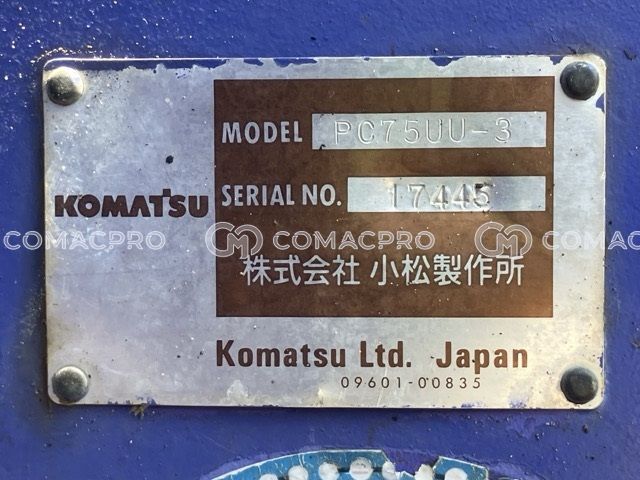 MODEL PC75UU-3
KOMATSU
SERIAL NO. 17445
COMACPRO COMACPRO COMACPRO
株式会社 小松製作所
Komatsu Ltd. Japan
09601-00835